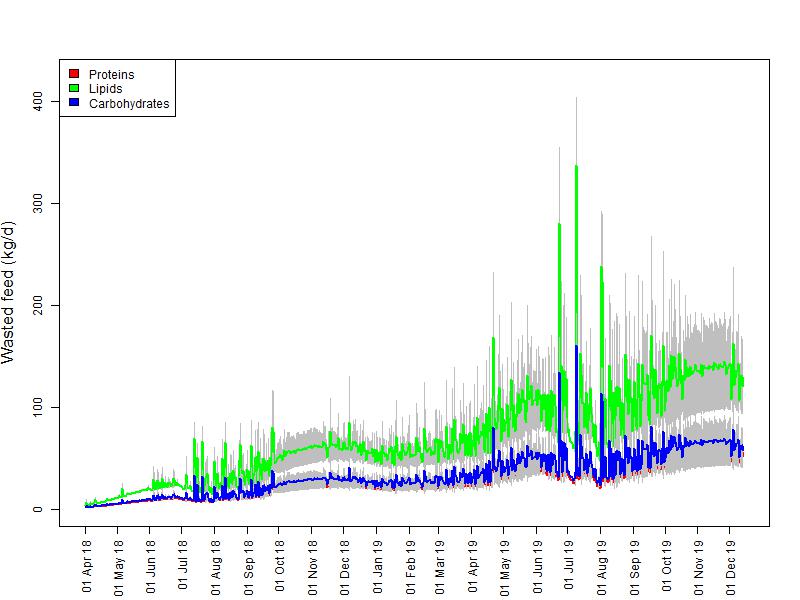 Proteins
Lipids
Carbohydrates
Wasted feed (kg/d)
400
300
200
100
0
01 Apr 18
01 May 18
01 Jun 18
01 Jul 18
01 Aug 18
01 Sep 18
01 Oct 18
01 Nov 18
01 Dec 18
01 Jan 19
01 Feb 19
01 Mar 19
01 Apr 19
01 May 19
01 Jun 19
01 Jul 19
01 Aug 19
01 Sep 19
01 Oct 19
01 Nov 19
01 Dec 19